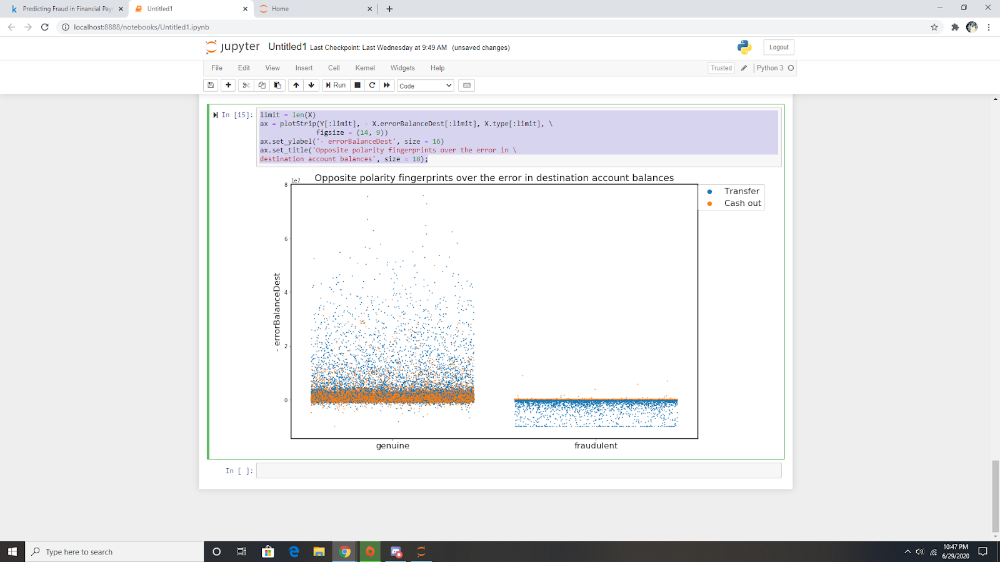 Predicting Fraud in Financial Pay
Untitled1
Home
localhost:8888/notebooks/Untitled1.ipynb
jupyter Untitled1 Last Checkpoint: Last Wednesday at 9:49 AM (unsaved changes)
Logout
File Edit View Insert Cell Kernel Widgets Help
Trusted Python 3
Run Code
In [15]: limit = len(X)
ax = plotStrip(Y[:limit], - X.errorBalanceDest[:limit], X.type[:limit], \
figsize = (14, 9))
ax.set_ylabel('- errorBalanceDest', size = 16)
ax.set_title('Opposite polarity fingerprints over the error in \
destination account balances', size = 18);
Opposite polarity fingerprints over the error in destination account balances
1e7
8
6
4
2
0
- errorBalanceDest
genuine fraudulent
Transfer
Cash out
In [ ]:
Type here to search
10:47 PM
6/29/2020